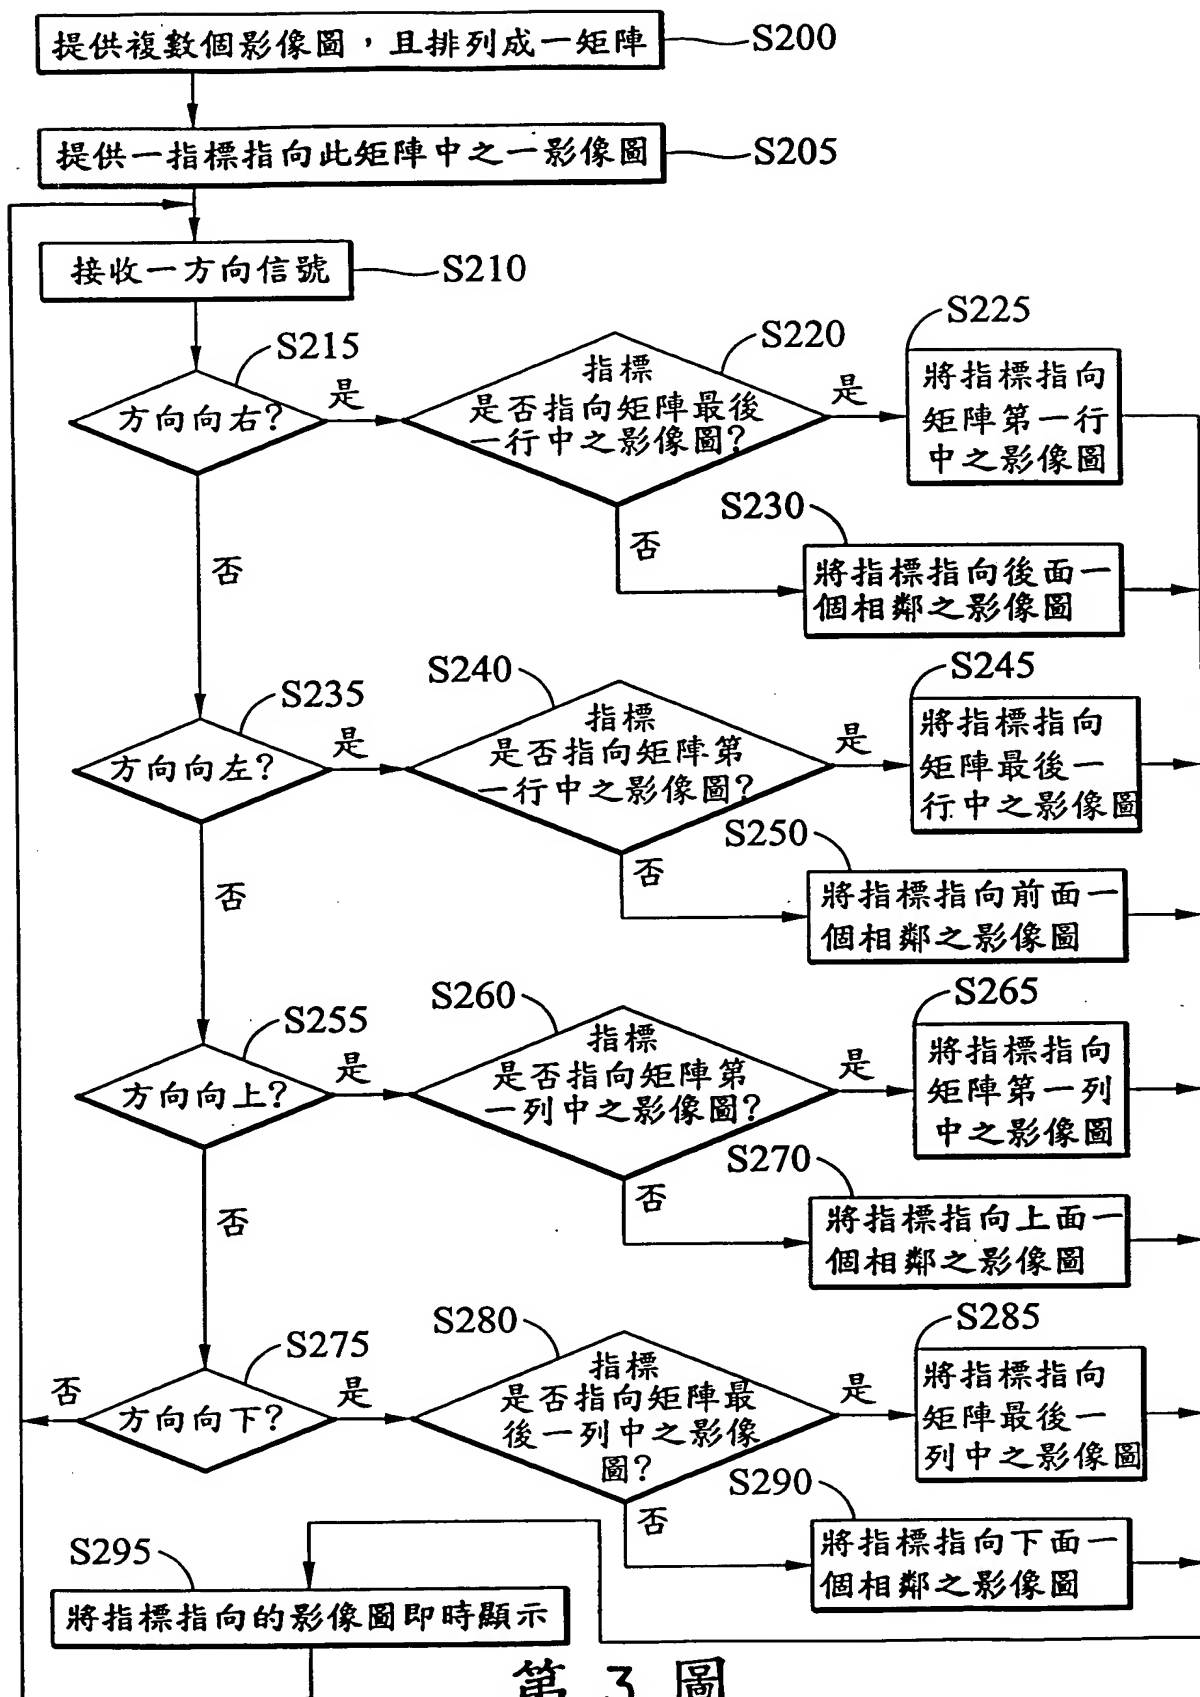 提供複數個影像圖，且排列成一矩陣
S200
提供一指標指向此矩陣中之一影像圖
S205
接收一方向信號
S210
S215
方向向右?
是
否
S220
指標
是否指向矩陣最後
一行中之影像圖?
是
否
S225
將指標指向
矩陣第一行
中之影像圖
S230
將指標指向後面一
個相鄰之影像圖
S235
方向向左?
是
否
S240
指標
是否指向矩陣第
一行中之影像圖?
是
否
S245
將指標指向
矩陣最後一
行中之影像圖
S250
將指標指向前面一
個相鄰之影像圖
S255
方向向上?
是
否
S260
指標
是否指向矩陣第
一列中之影像圖?
是
否
S265
將指標指向
矩陣第一列
中之影像圖
S270
將指標指向上面一
個相鄰之影像圖
S275
方向向下?
否
是
S280
指標
是否指向矩陣最
後一列中之影像
圖?
是
否
S285
將指標指向
矩陣最後一
列中之影像圖
S290
將指標指向下面一
個相鄰之影像圖
S295
將指標指向的影像圖即時顯示
第 3 圖